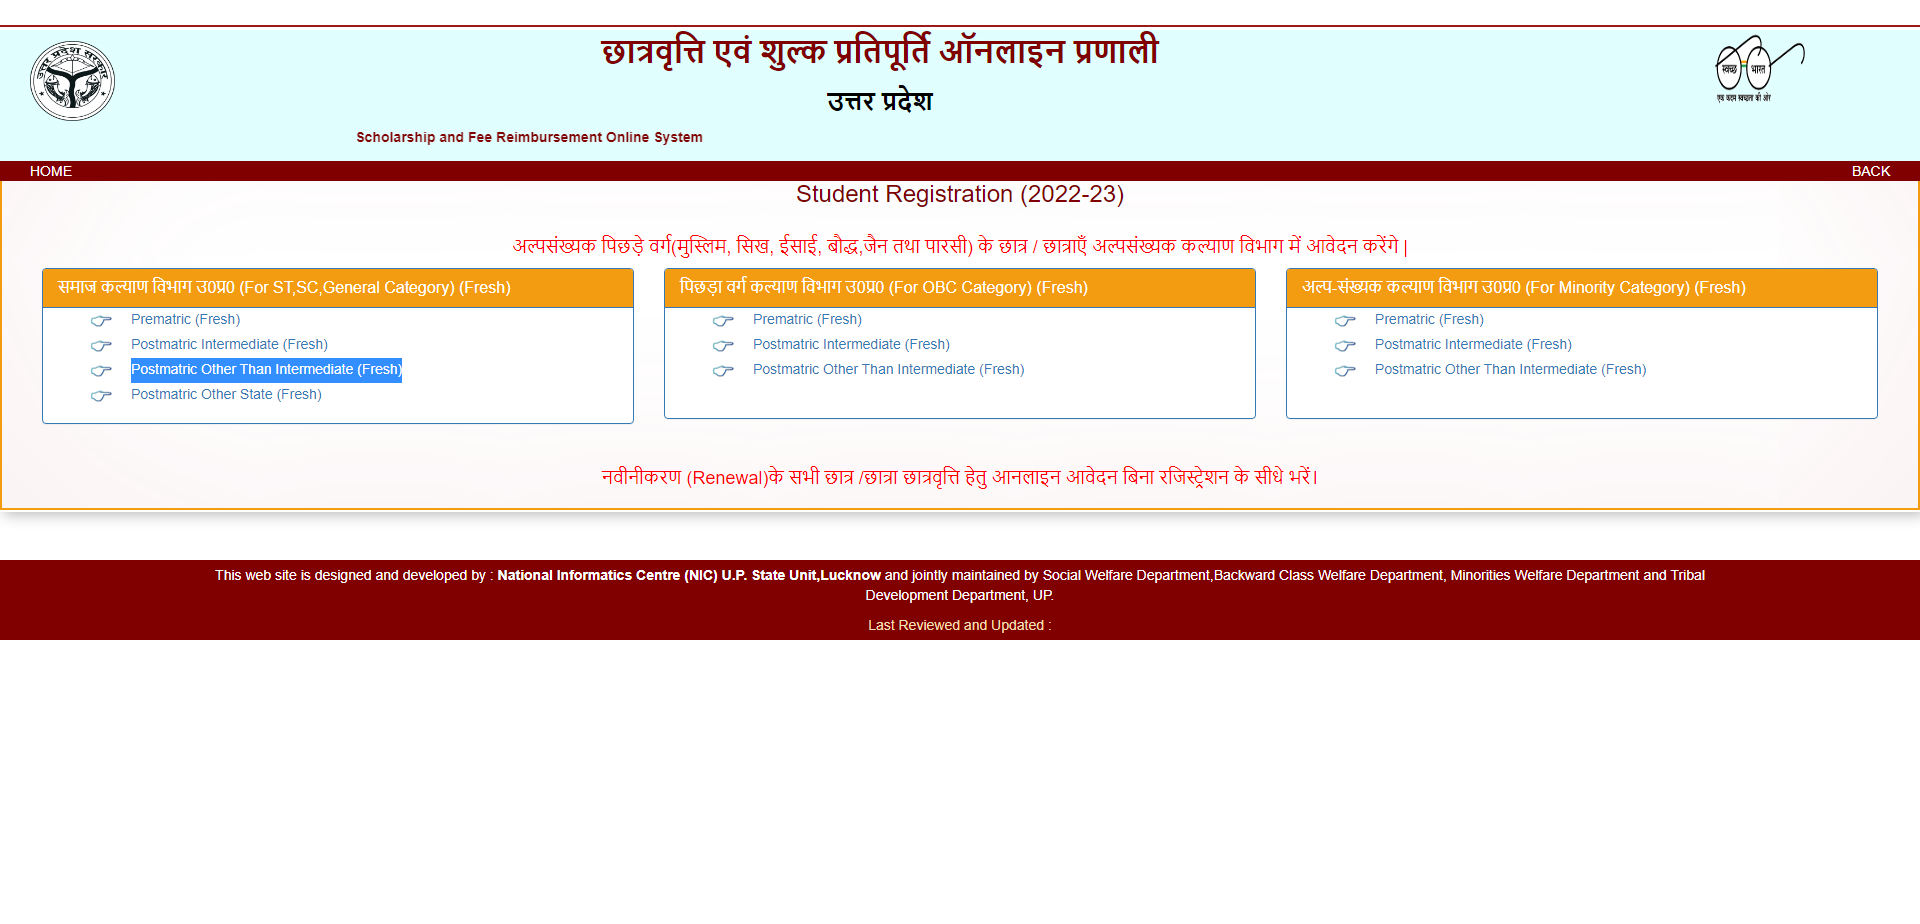 छात्रवृत्ति एवं शुल्क प्रतिपूर्ति ऑनलाइन प्रणाली
उत्तर प्रदेश सरकार
स्वच्छ भारत
एक कदम स्वच्छता की ओर
उत्तर प्रदेश
Scholarship and Fee Reimbursement Online System
HOME
BACK
Student Registration (2022-23)
अल्पसंख्यक पिछड़े वर्ग(मुस्लिम, सिख, ईसाई, बौद्ध,जैन तथा पारसी) के छात्र / छात्राएँ अल्पसंख्यक कल्याण विभाग में आवेदन करेंगे |
समाज कल्याण विभाग उ0प्र0 (For ST,SC,General Category) (Fresh)
Prematric (Fresh)
Postmatric Intermediate (Fresh)
Postmatric Other Than Intermediate (Fresh)
Postmatric Other State (Fresh)
पिछड़ा वर्ग कल्याण विभाग उ0प्र0 (For OBC Category) (Fresh)
Prematric (Fresh)
Postmatric Intermediate (Fresh)
Postmatric Other Than Intermediate (Fresh)
अल्प-संख्यक कल्याण विभाग उ0प्र0 (For Minority Category) (Fresh)
Prematric (Fresh)
Postmatric Intermediate (Fresh)
Postmatric Other Than Intermediate (Fresh)
नवीनीकरण (Renewal)के सभी छात्र /छात्रा छात्रवृत्ति हेतु आनलाइन आवेदन बिना रजिस्ट्रेशन के सीधे भरें।
This web site is designed and developed by : National Informatics Centre (NIC) U.P. State Unit,Lucknow and jointly maintained by Social Welfare Department,Backward Class Welfare Department, Minorities Welfare Department and Tribal
Development Department, UP.
Last Reviewed and Updated :